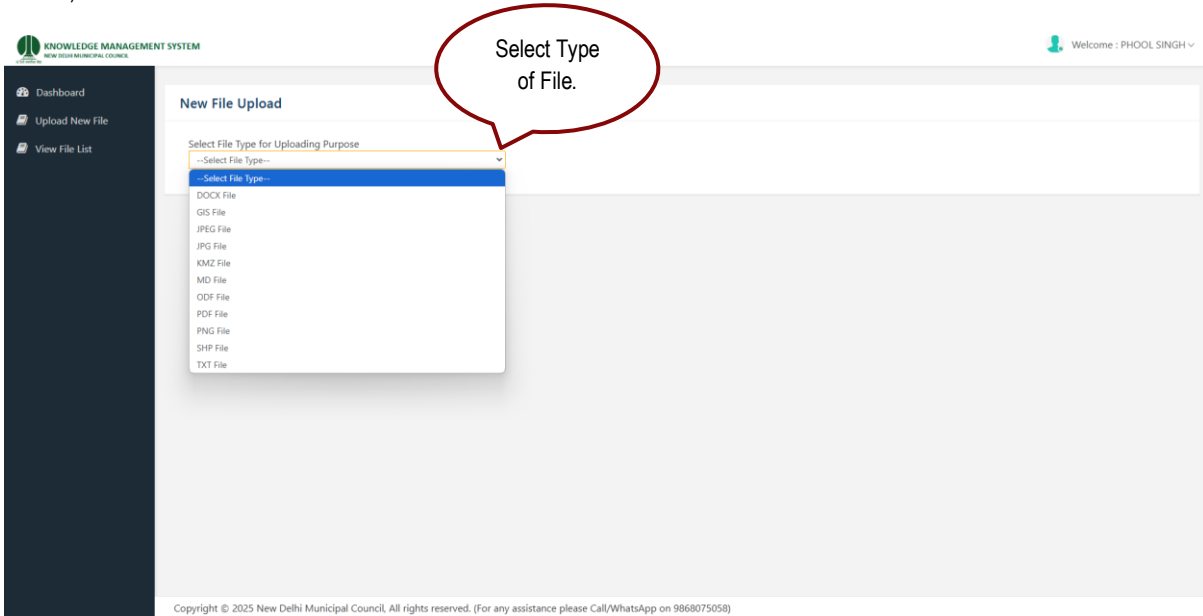 KNOWLEDGE MANAGEMENT SYSTEM
NEW DELHI MUNICIPAL COUNCIL
Select Type
of File.
Welcome : PHOOL SINGH
Dashboard
Upload New File
View File List
New File Upload
Select File Type for Uploading Purpose
--Select File Type--
--Select File Type--
DOCX File
GIS File
JPEG File
JPG File
KMZ File
MD File
ODF File
PDF File
PNG File
SHP File
TXT File
Copyright © 2025 New Delhi Municipal Council, All rights reserved. (For any assistance please Call/WhatsApp on 9868075058)